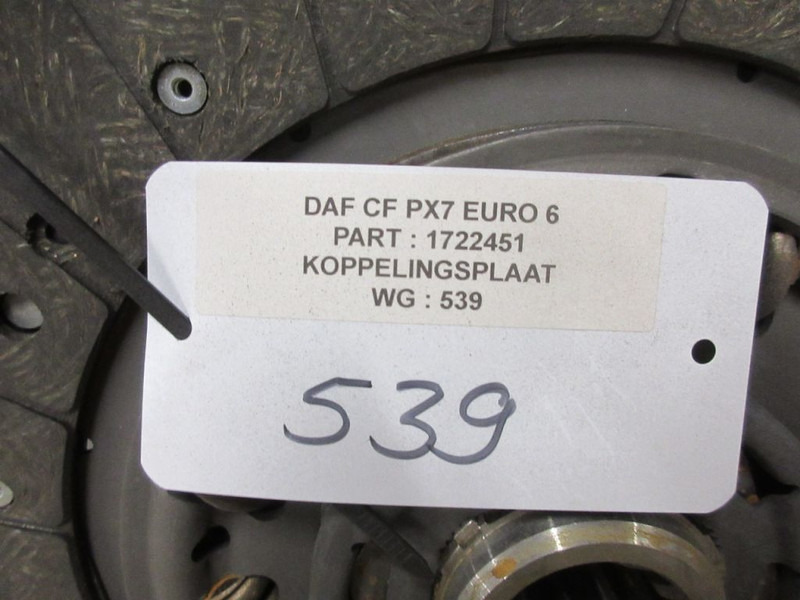 DAF CF PX7 EURO 6
PART : 1722451
KOPPELINGSPLAAT
WG : 539
539